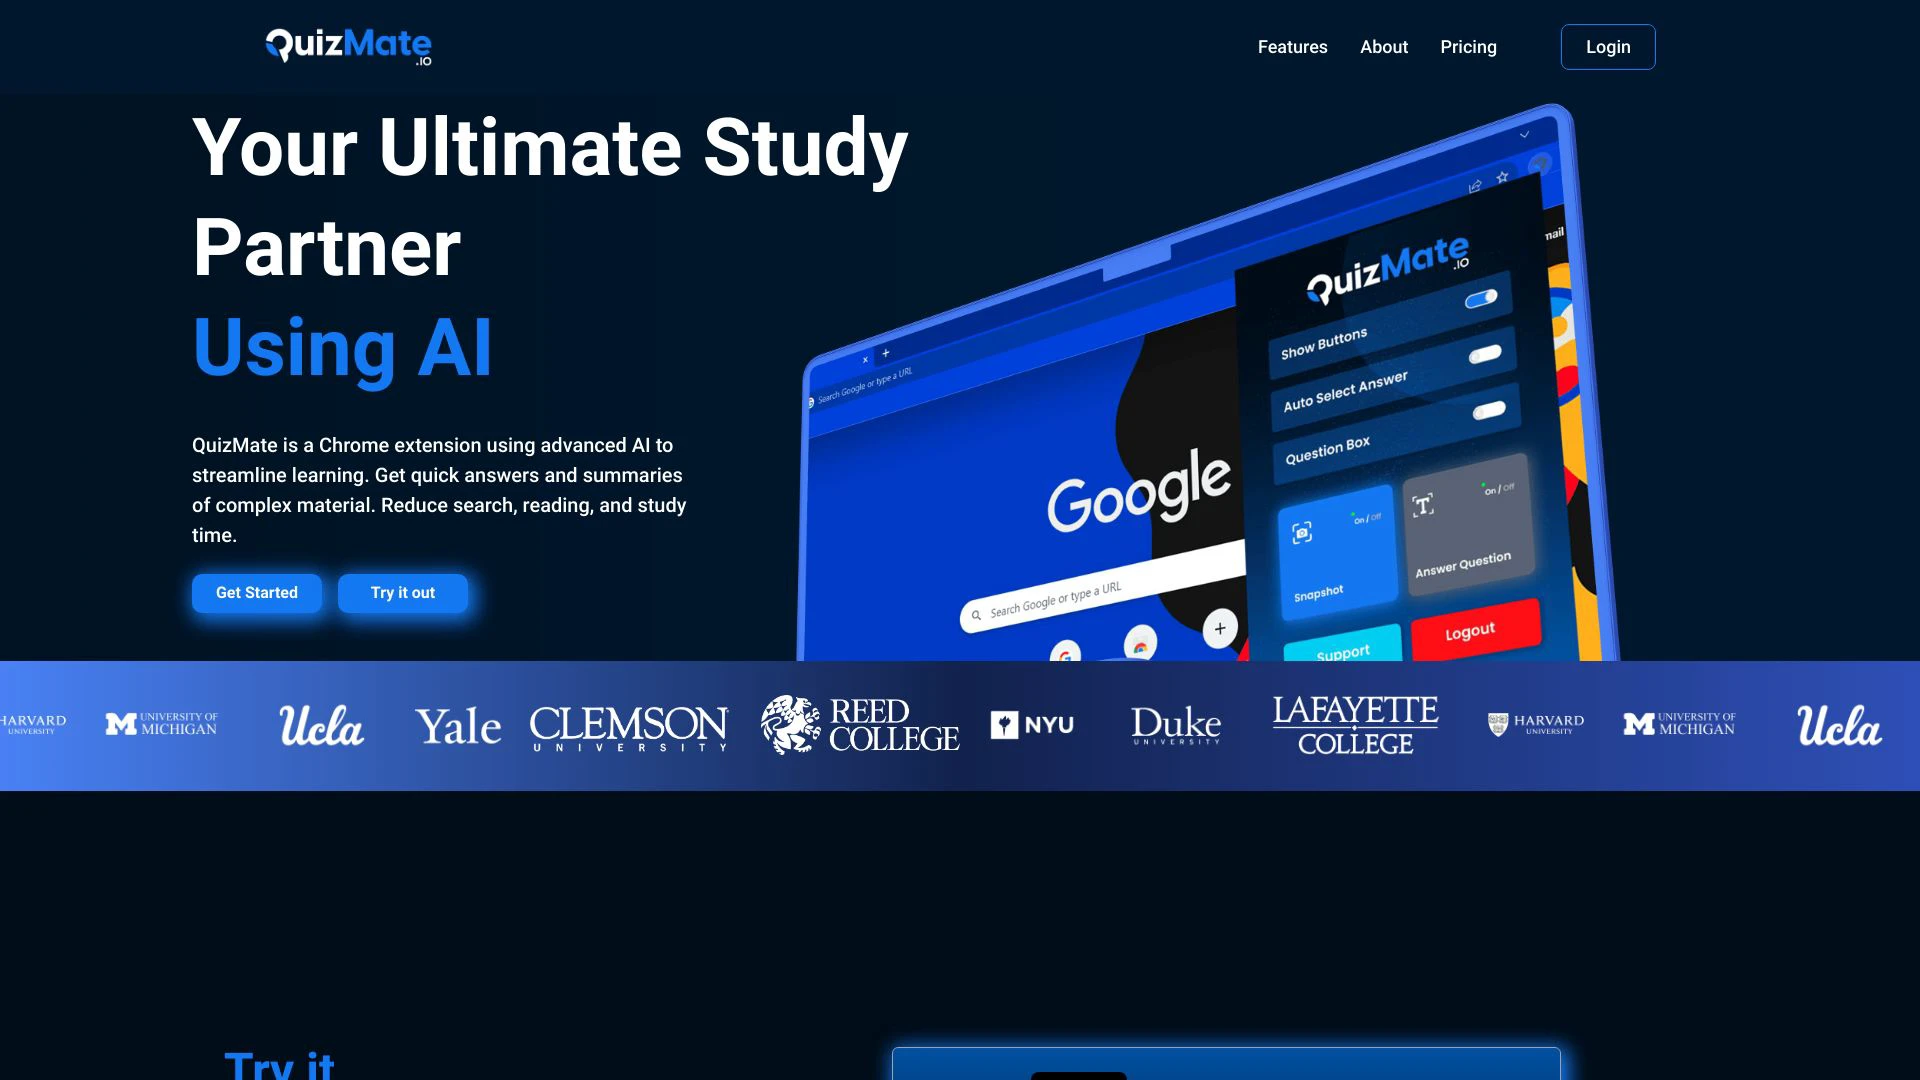 QuizMate
.IO
Features
About
Pricing
Login
Your Ultimate Study
Partner
Using AI
QuizMate is a Chrome extension using advanced AI to
streamline learning. Get quick answers and summaries
of complex material. Reduce search, reading, and study
time.
Get Started
Try it out
x +
Search Google or type a URL
mail
Google
Search Google or type a URL
QuizMate
.IO
Show Buttons
Auto Select Answer
Question Box
On / Off
Snapshot
On / Off
Answer Question
Support
Logout
HARVARD
UNIVERSITY
UNIVERSITY OF
MICHIGAN
Ucla
Yale
CLEMSON
UNIVERSITY
REED
COLLEGE
NYU
Duke
UNIVERSITY
LAFAYETTE
COLLEGE
HARVARD
UNIVERSITY
UNIVERSITY OF
MICHIGAN
Ucla
Try it